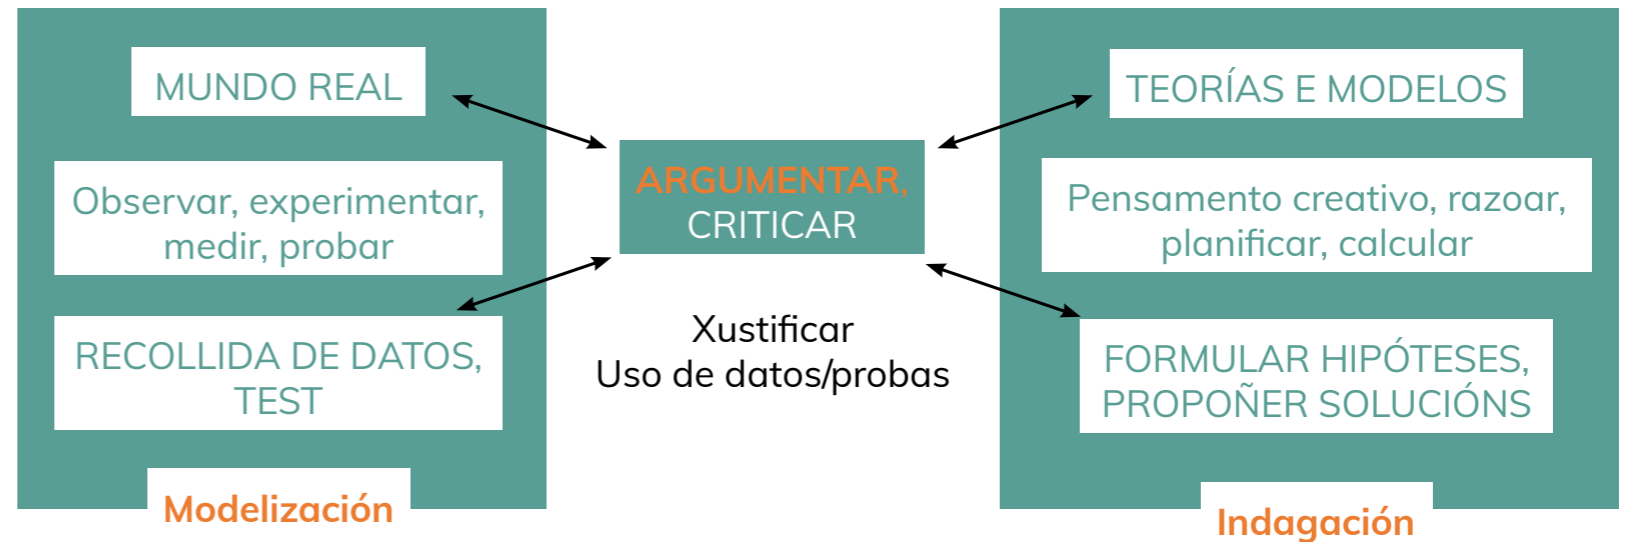 MUNDO REAL
Observar, experimentar,
medir, probar
RECOLLIDA DE DATOS,
TEST
Modelización
ARGUMENTAR,
CRITICAR
Xustificar
Uso de datos/probas
TEORÍAS E MODELOS
Pensamento creativo, razoar,
planificar, calcular
FORMULAR HIPÓTESES,
PROPOÑER SOLUCIÓNS
Indagación